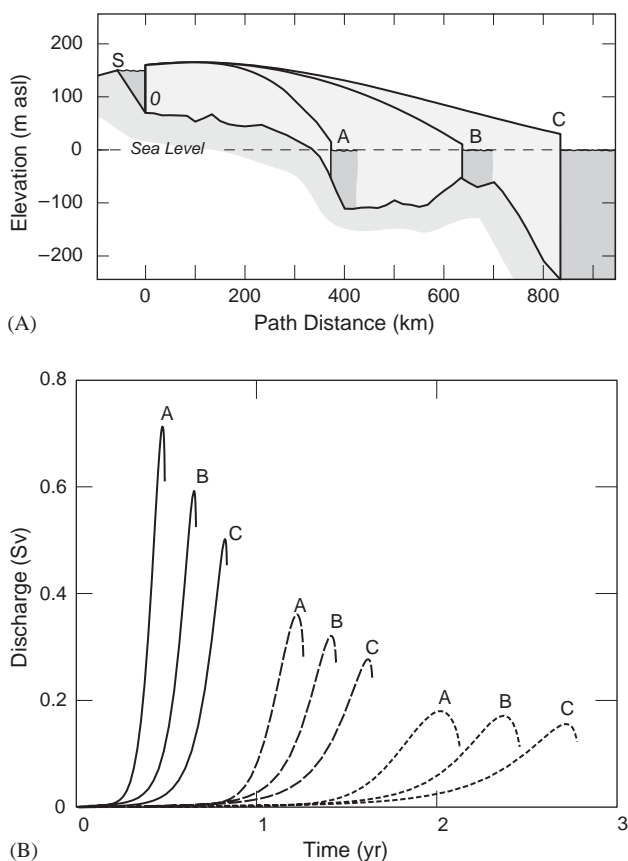 200
100
0
−100
−200
Elevation (m asl)
S
0
Sea Level
A
B
C
0 200 400 600 800
Path Distance (km)
(A)
0.8
0.6
0.4
0.2
0
Discharge (Sv)
A
B
C
A
B
C
A
B
C
0 1 2 3
Time (yr)
(B)